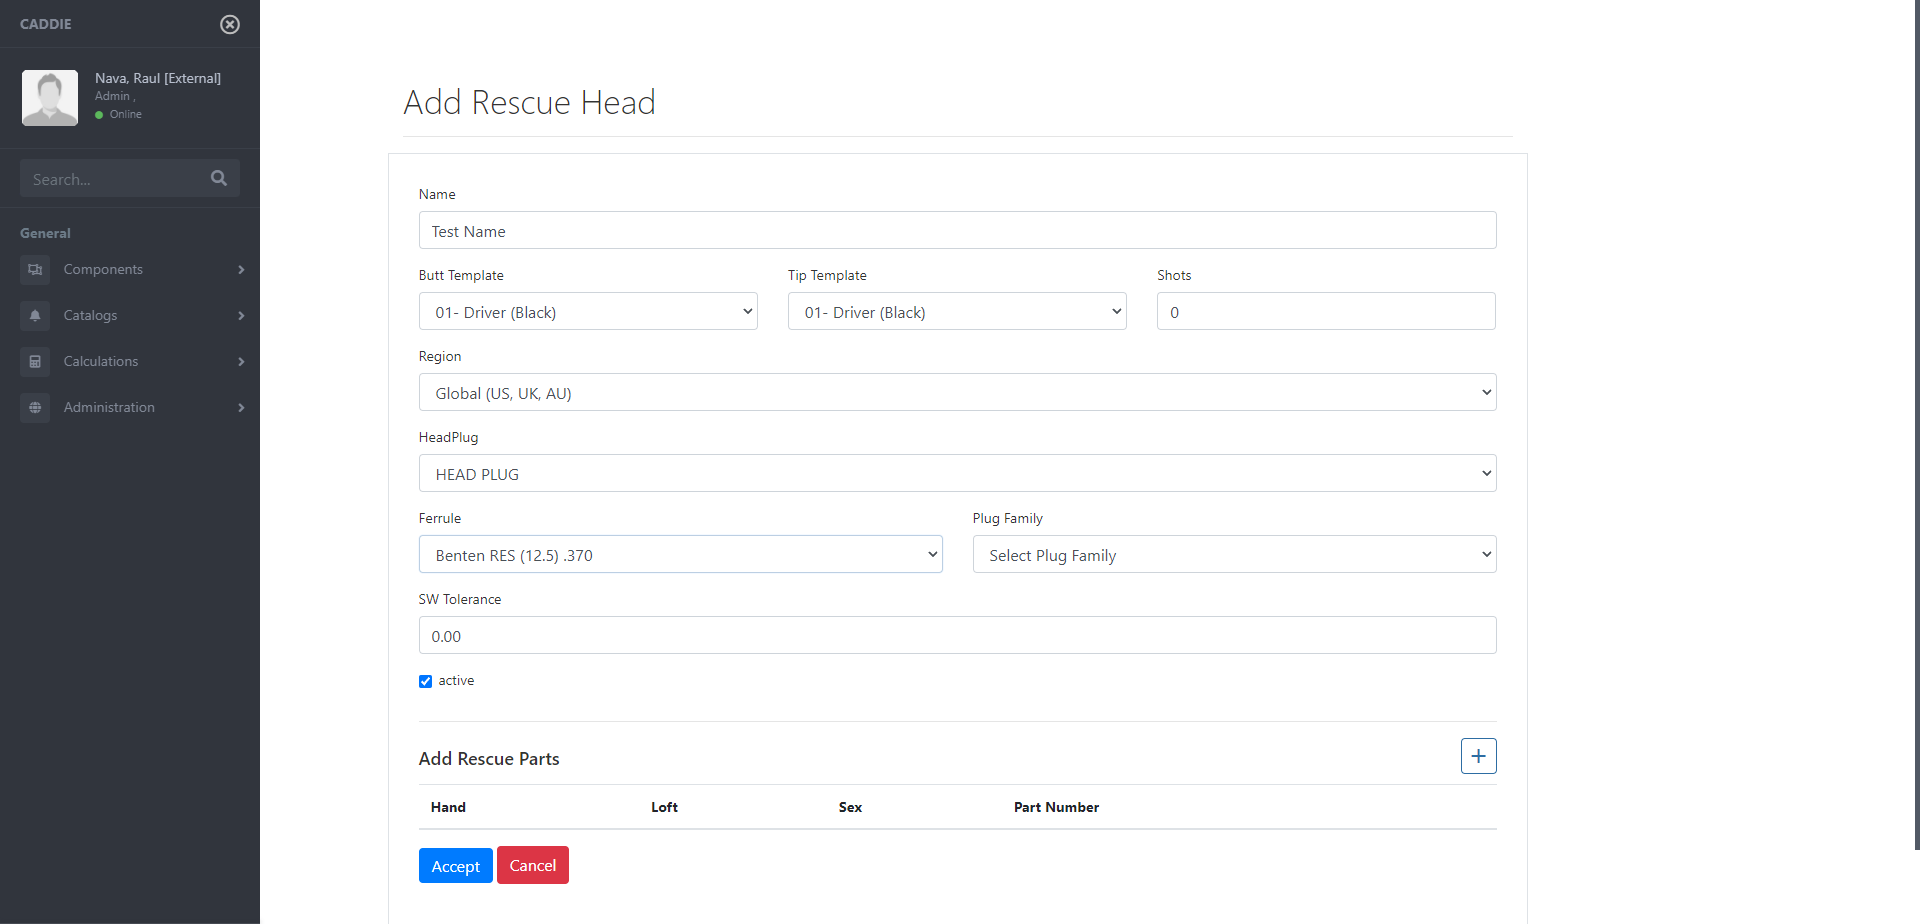 CADDIE
Nava, Raul [External]
Admin ,
Online
Search...
General
Components
Catalogs
Calculations
Administration
Add Rescue Head
Name
Test Name
Butt Template
Tip Template
Shots
01- Driver (Black)
01- Driver (Black)
0
Region
Global (US, UK, AU)
HeadPlug
HEAD PLUG
Ferrule
Plug Family
Benten RES (12.5) .370
Select Plug Family
SW Tolerance
0.00
active
Add Rescue Parts
+
Hand Loft Sex Part Number
Accept Cancel